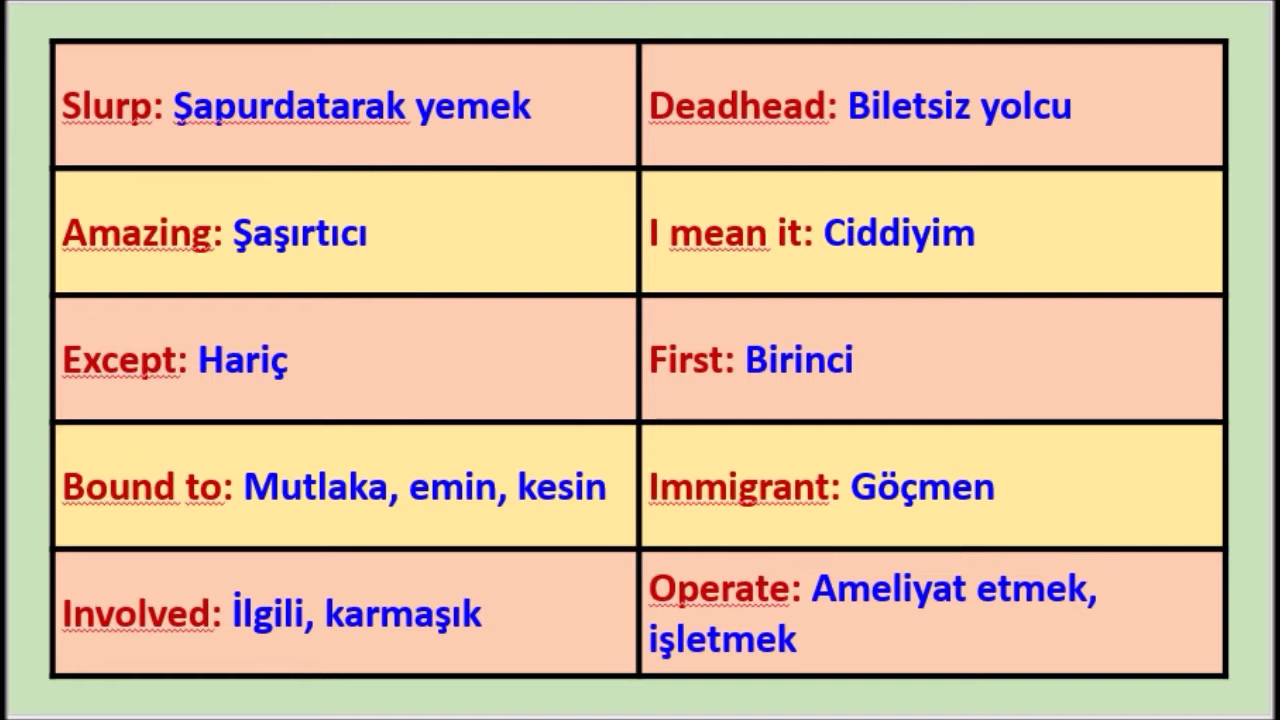 Slurp: Şapurdatarak yemek
Deadhead: Biletsiz yolcu
Amazing: Şaşırtıcı
I mean it: Ciddiyim
Except: Hariç
First: Birinci
Bound to: Mutlaka, emin, kesin
Immigrant: Göçmen
Involved: İlgili, karmaşık
Operate: Ameliyat etmek,
işletmek